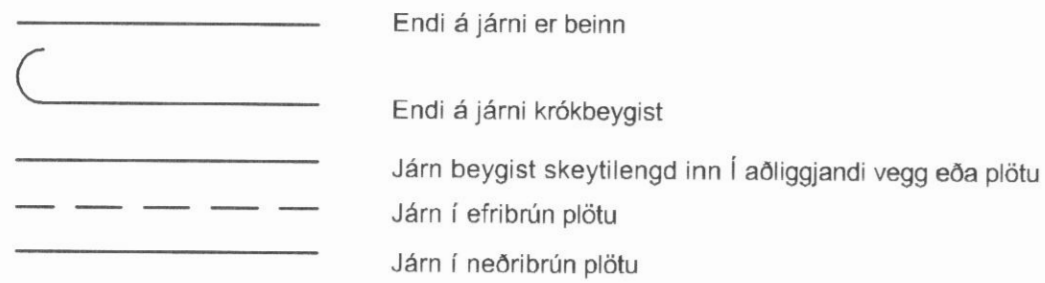 Endi á járni er beinn
Endi á járni krókbeygist
Járn beygist skeytilengd inn Í aðliggjandi vegg eða plötu
Járn í efribrún plötu
Járn í neðribrún plötu